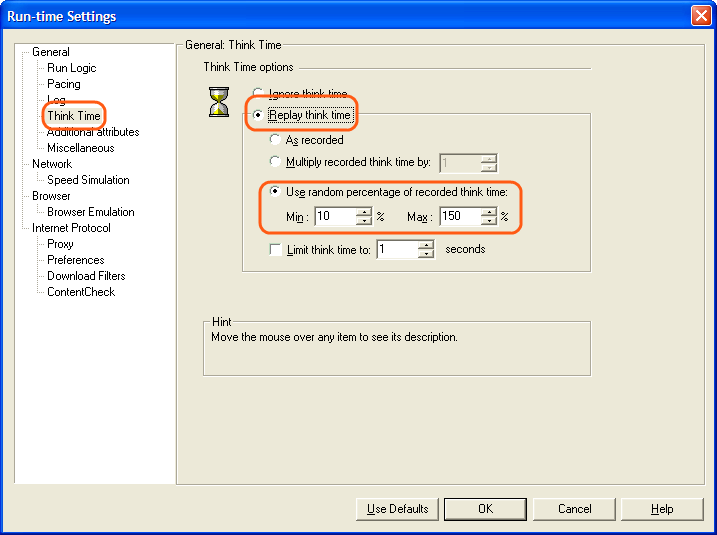 Run-time Settings
General
Run Logic
Pacing
Log
Think Time
Additional attributes
Miscellaneous
Network
Speed Simulation
Browser
Browser Emulation
Internet Protocol
Proxy
Preferences
Download Filters
ContentCheck
General: Think Time
Think Time options
Ignore think time
Replay think time
As recorded
Multiply recorded think time by: 1
Use random percentage of recorded think time:
Min : 10 % Max : 150 %
Limit think time to: 1 seconds
Hint
Move the mouse over any item to see its description.
Use Defaults OK Cancel Help